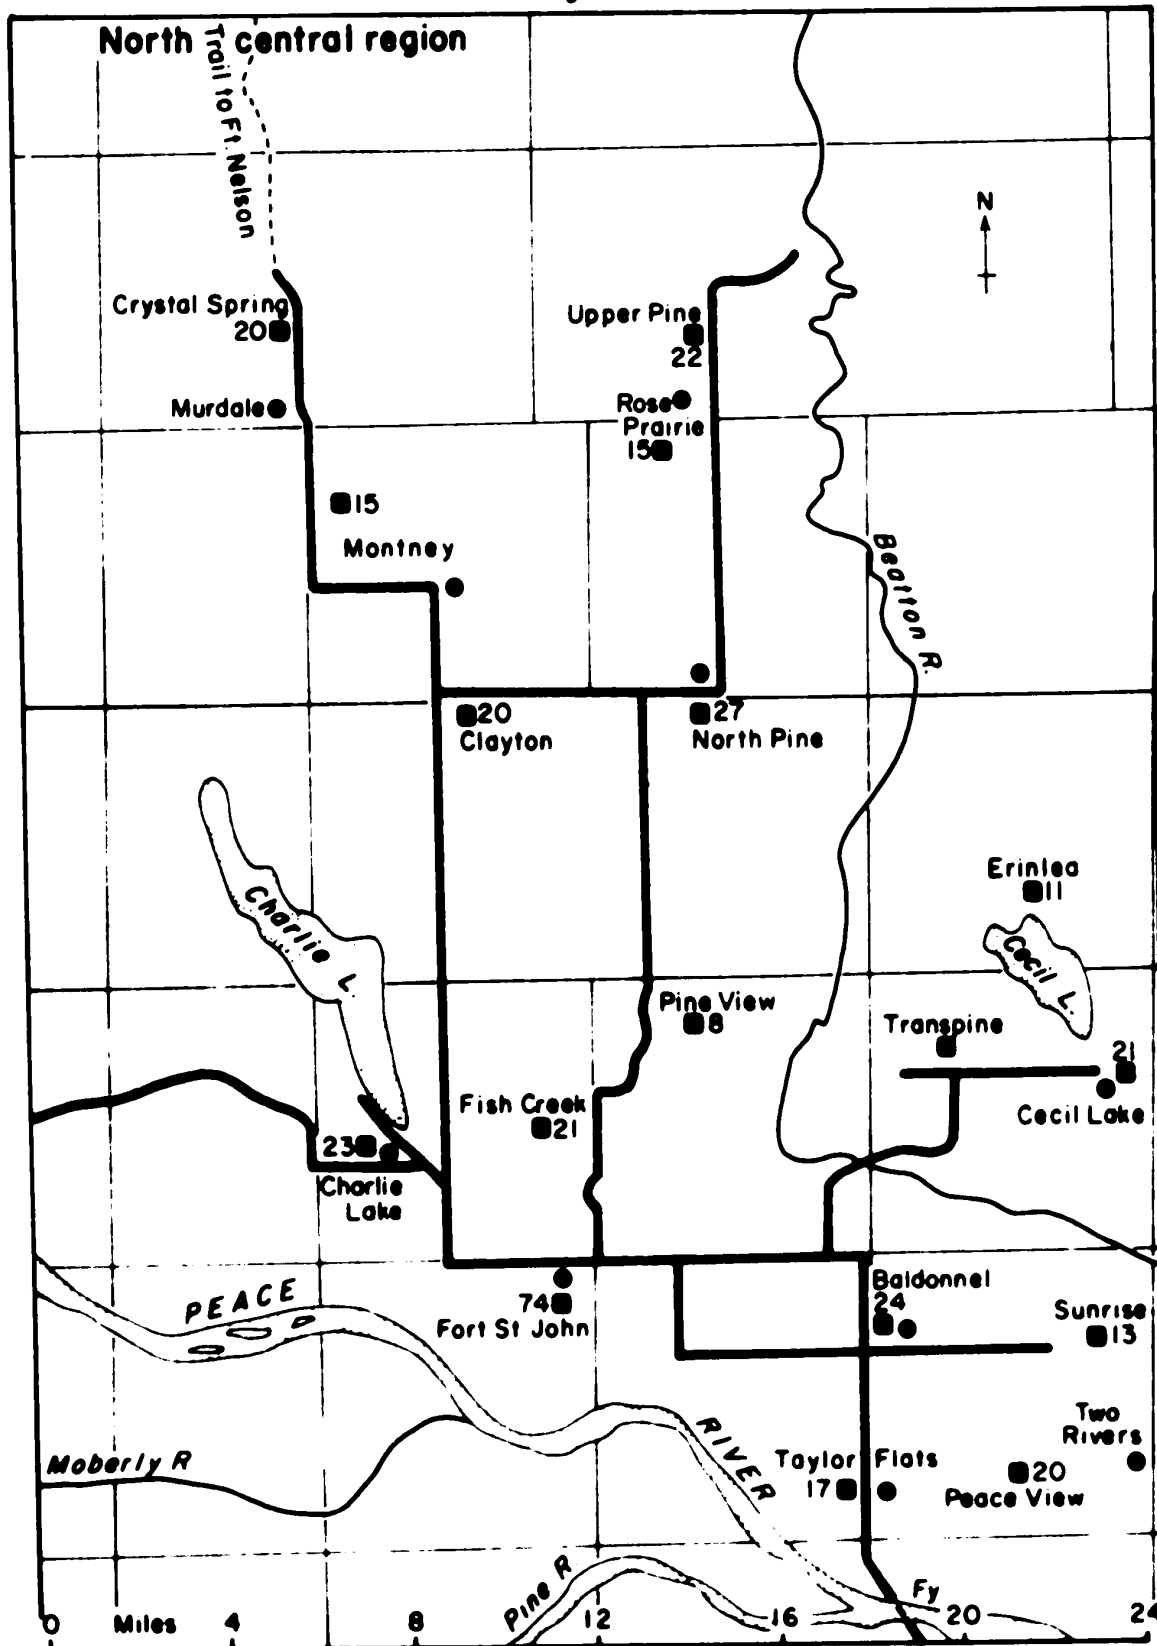 North central region
Trail to Ft. Nelson
N
Crystal Spring
20
Upper Pine
22
Murdale
Rose
Prairie
15
15
Montney
Beatton R.
20
Clayton
27
North Pine
Erinlea
11
Charlie L.
Cecil L.
Pine View
8
Transpine
21
Cecil Lake
Fish Creek
21
23
Charlie
Lake
PEACE
Baldonnel
24
74
Fort St John
Sunrise
13
RIVER
Two
Rivers
Moberly R
Taylor Flats
17
20
Peace View
Pine R
Fy
0 Miles 4 8 12 16 20 24